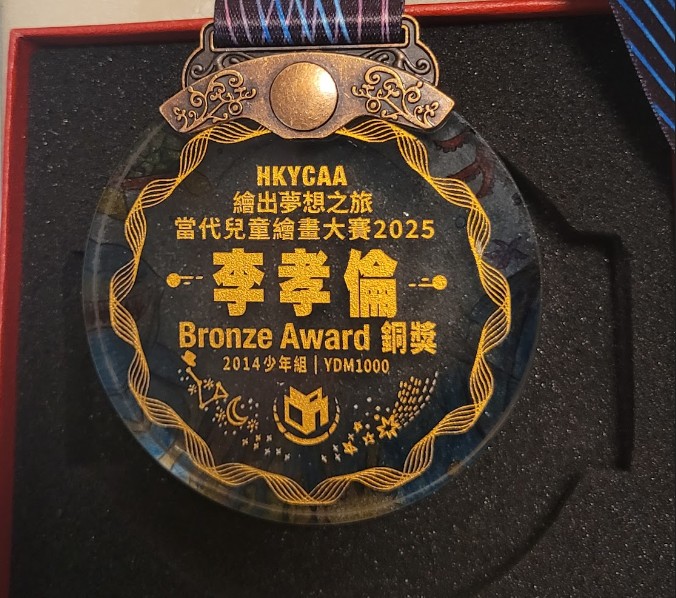 HKYCAA
繪出夢想之旅
當代兒童繪畫大賽2025
李孝倫
Bronze Award 銅獎
2014少年組 | YDM1000